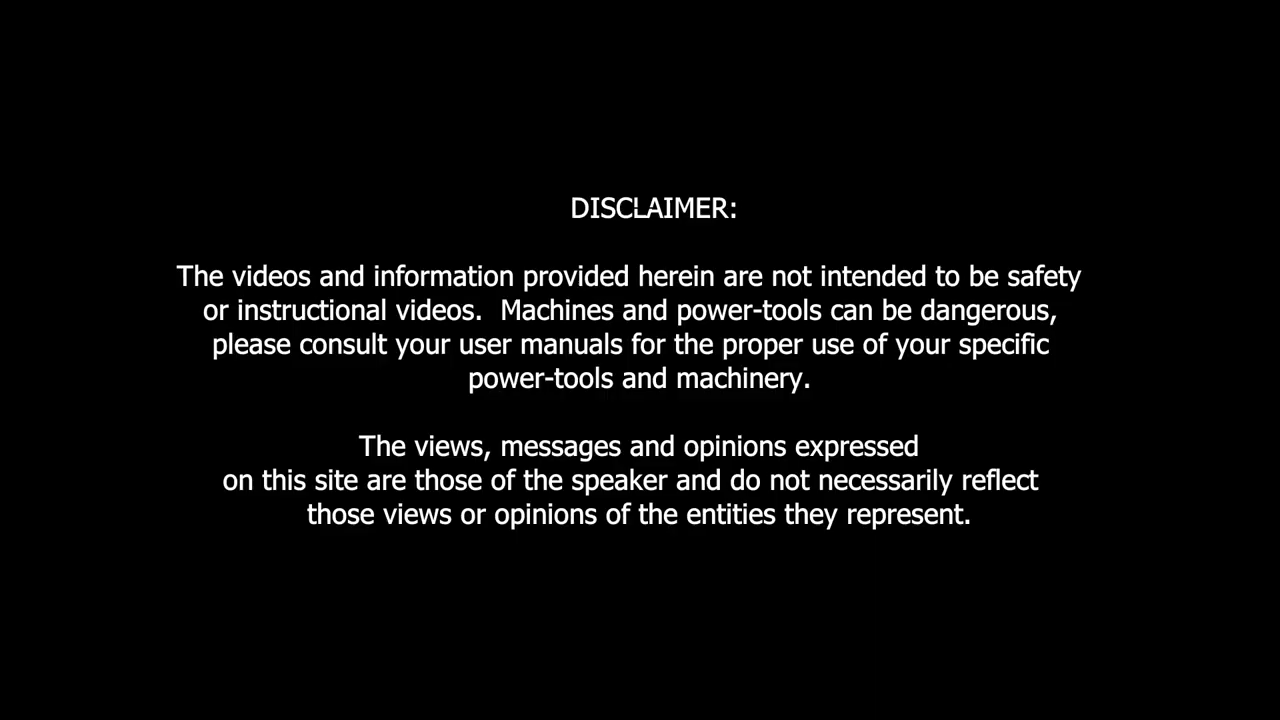 DISCLAIMER:
The videos and information provided herein are not intended to be safety
or instructional videos.  Machines and power-tools can be dangerous,
please consult your user manuals for the proper use of your specific
power-tools and machinery.
The views, messages and opinions expressed
on this site are those of the speaker and do not necessarily reflect
those views or opinions of the entities they represent.